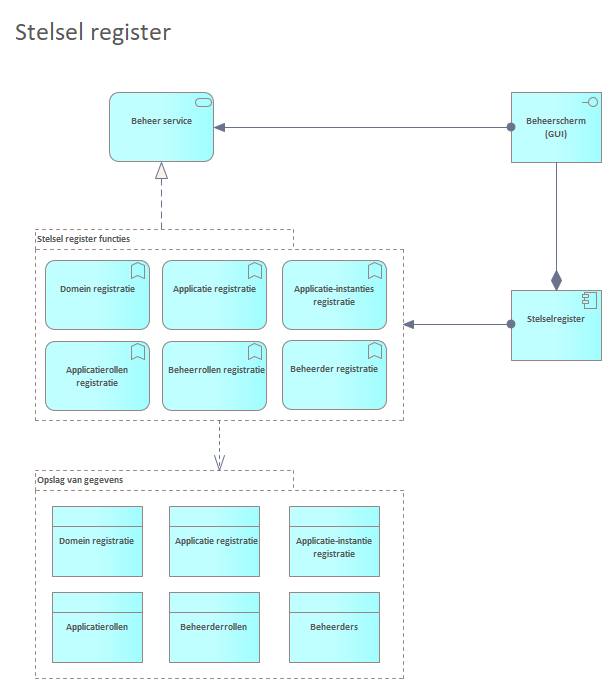 Stelsel register
Beheer service
Beheerscherm
(GUI)
Stelsel register functies
Domein registratie
Applicatie registratie
Applicatie-instanties
registratie
Stelselregister
Applicatierollen
registratie
Beheerrollen registratie
Beheerder registratie
Opslag van gegevens
Domein registratie
Applicatie registratie
Applicatie-instantie
registratie
Applicatierollen
Beheerderrollen
Beheerders